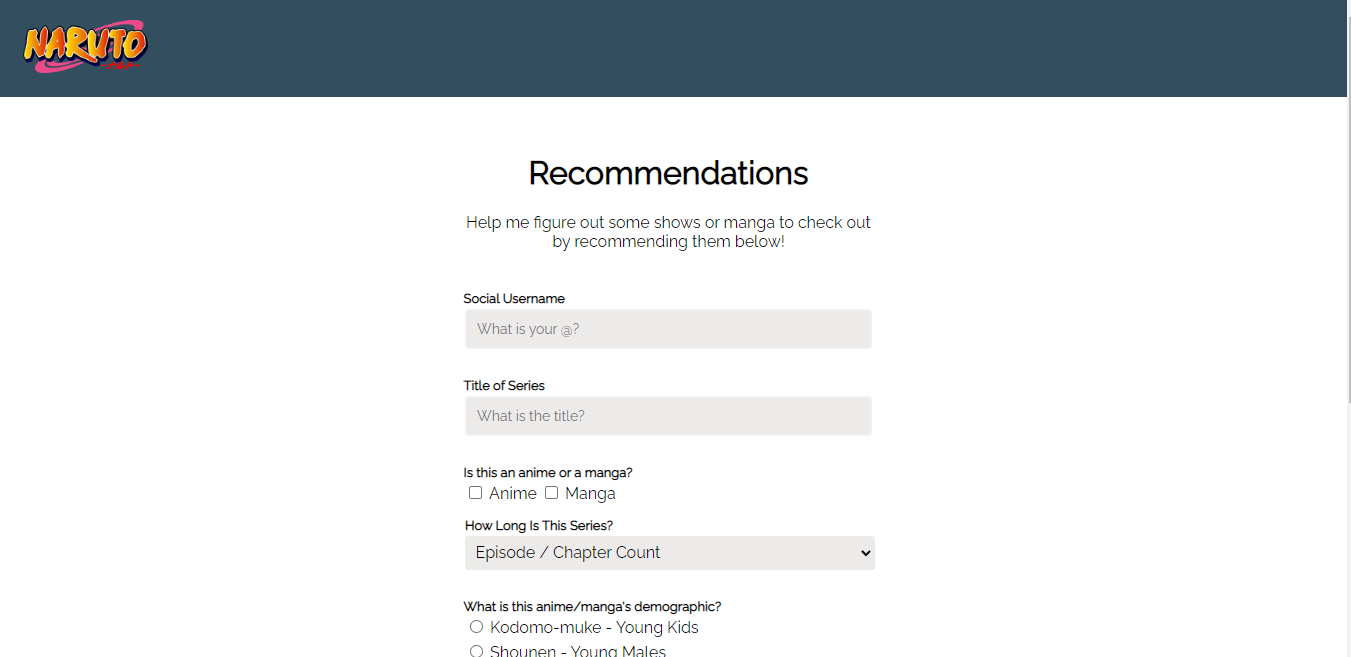 NARUTO
Recommendations
Help me figure out some shows or manga to check out
by recommending them below!
Social Username
What is your @?
Title of Series
What is the title?
Is this an anime or a manga?
Anime Manga
How Long Is This Series?
Episode / Chapter Count
What is this anime/manga's demographic?
Kodomo-muke - Young Kids
Shounen - Young Males